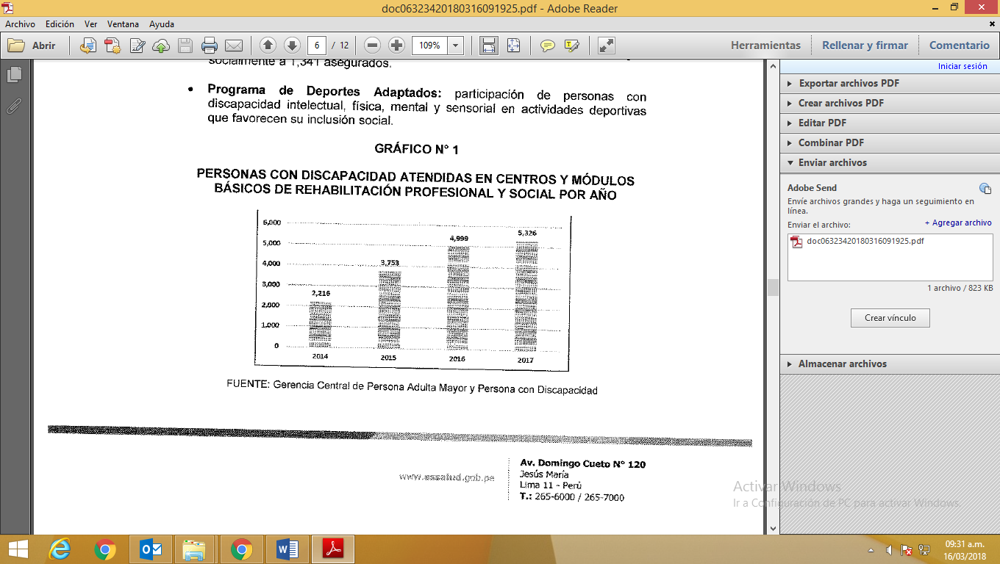 doc06323420180316091925.pdf - Adobe Reader
Archivo Edición Ver Ventana Ayuda
Abrir
6 / 12
109%
Herramientas
Rellenar y firmar
Comentario
Iniciar sesión
socialmente a 1,341 asegurados.
• Programa de Deportes Adaptados: participación de personas con
discapacidad intelectual, física, mental y sensorial en actividades deportivas
que favorecen su inclusión social.
GRÁFICO N° 1
PERSONAS CON DISCAPACIDAD ATENDIDAS EN CENTROS Y MÓDULOS
BÁSICOS DE REHABILITACIÓN PROFESIONAL Y SOCIAL POR AÑO
6,000
5,000
4,000
3,000
2,000
1,000
0
2,216
3,753
4,999
5,326
2014
2015
2016
2017
FUENTE: Gerencia Central de Persona Adulta Mayor y Persona con Discapacidad
www.essalud.gob.pe
Av. Domingo Cueto N° 120
Jesús María
Lima 11 - Perú
T.: 265-6000 / 265-7000
Exportar archivos PDF
Crear archivos PDF
Editar PDF
Combinar PDF
Enviar archivos
Adobe Send
Envíe archivos grandes y haga un seguimiento en
línea.
Enviar el archivo:
+ Agregar archivo
doc06323420180316091925.pdf
1 archivo / 823 KB
Crear vínculo
Almacenar archivos
Activar Windows
Ir a Configuración de PC para activar Windows.
09:31 a.m.
16/03/2018